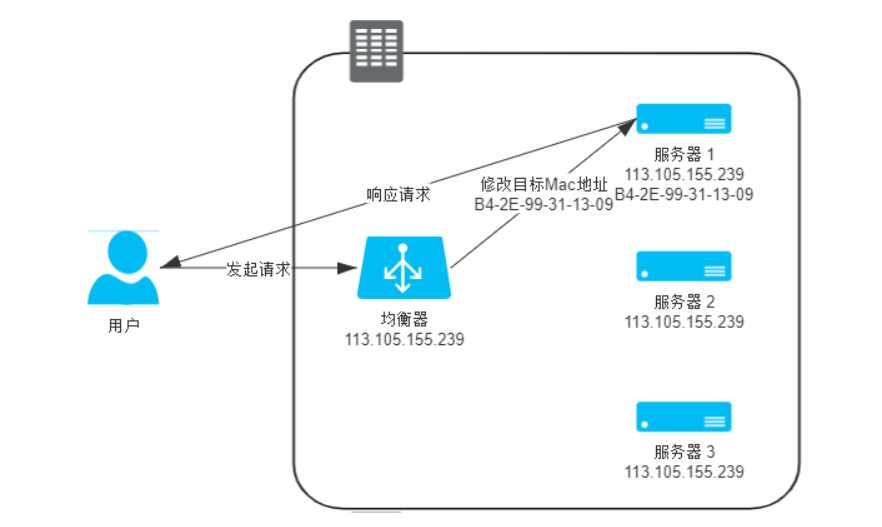 服务器 1
113.105.155.239
B4-2E-99-31-13-09
修改目标Mac地址
B4-2E-99-31-13-09
响应请求
发起请求
用户
均衡器
113.105.155.239
服务器 2
113.105.155.239
服务器 3
113.105.155.239